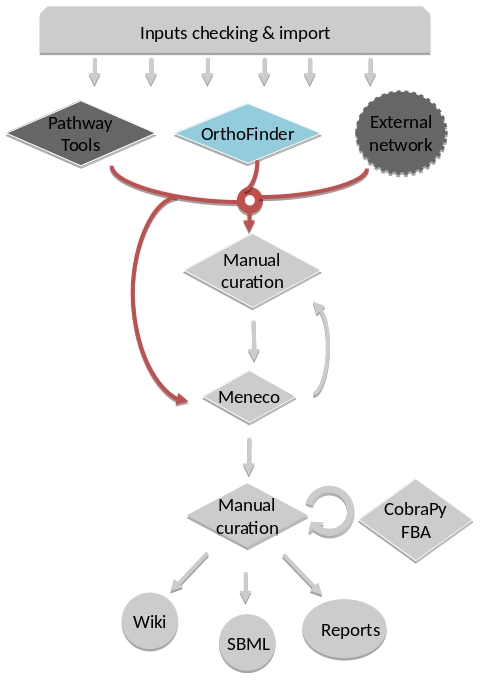 Inputs checking & import
Pathway
Tools
OrthoFinder
External
network
Manual
curation
Meneco
Manual
curation
CobraPy
FBA
Wiki
SBML
Reports